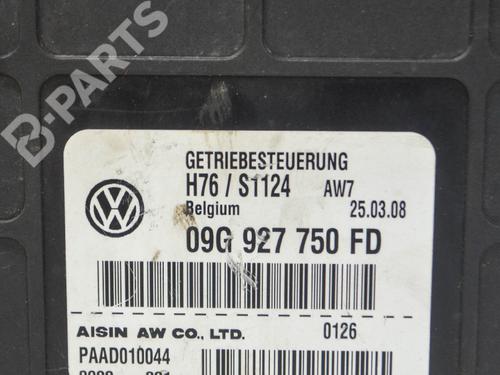 B-PARTS
GETRIEBESTEUERUNG
H76 / S1124 AW7
Belgium 25.03.08
09G 927 750 FD
AISIN AW CO., LTD. 0126
PAAD010044